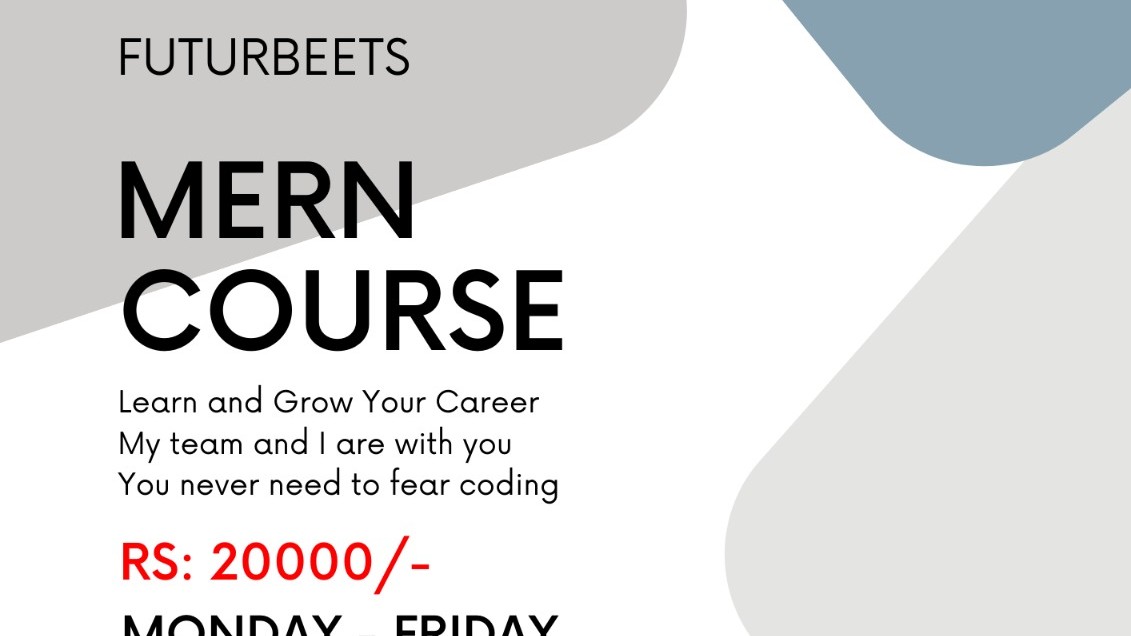 FUTURBEETS
MERN
COURSE
Learn and Grow Your Career
My team and I are with you
You never need to fear coding
RS: 20000/-
MONDAY - FRIDAY